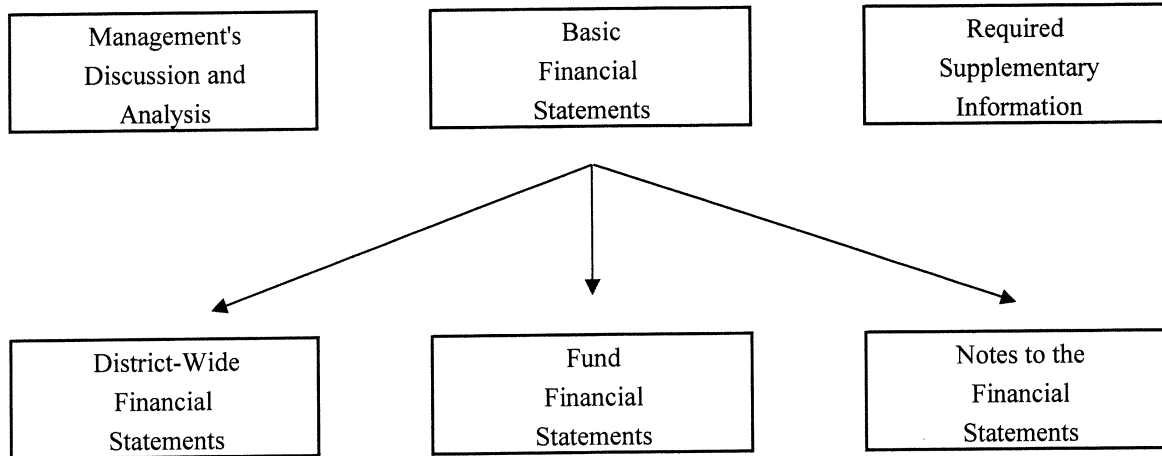 Management's
Discussion and
Analysis
Basic
Financial
Statements
Required
Supplementary
Information
District-Wide
Financial
Statements
Fund
Financial
Statements
Notes to the
Financial
Statements